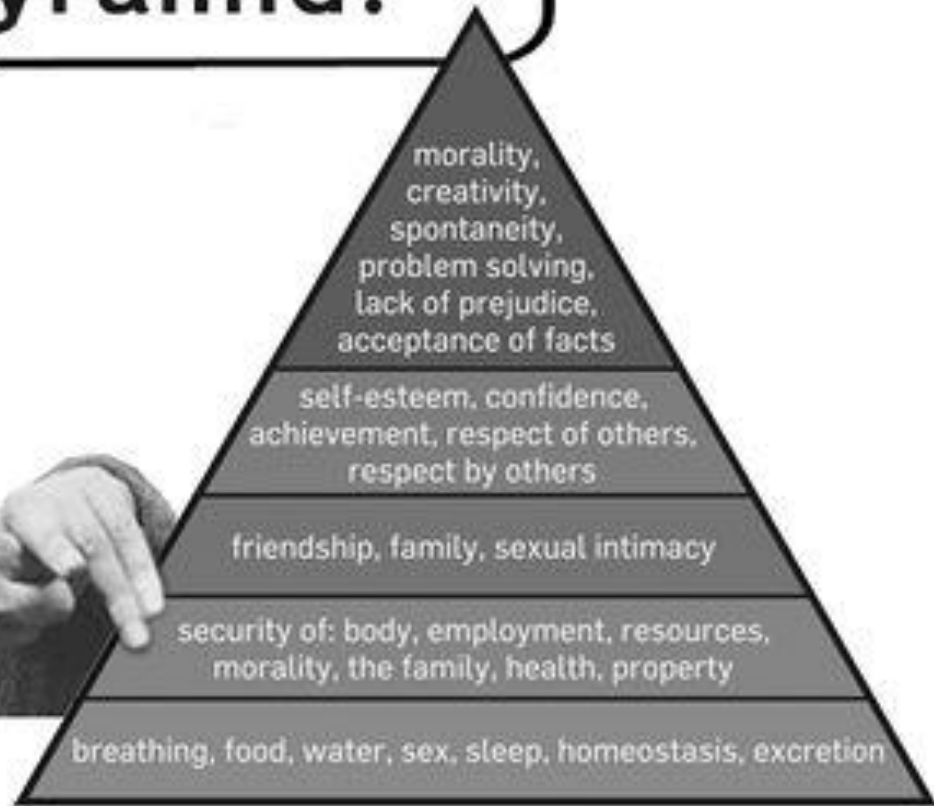 morality,
creativity,
spontaneity,
problem solving,
lack of prejudice,
acceptance of facts
self-esteem, confidence,
achievement, respect of others,
respect by others
friendship, family, sexual intimacy
security of: body, employment, resources,
morality, the family, health, property
breathing, food, water, sex, sleep, homeostasis, excretion